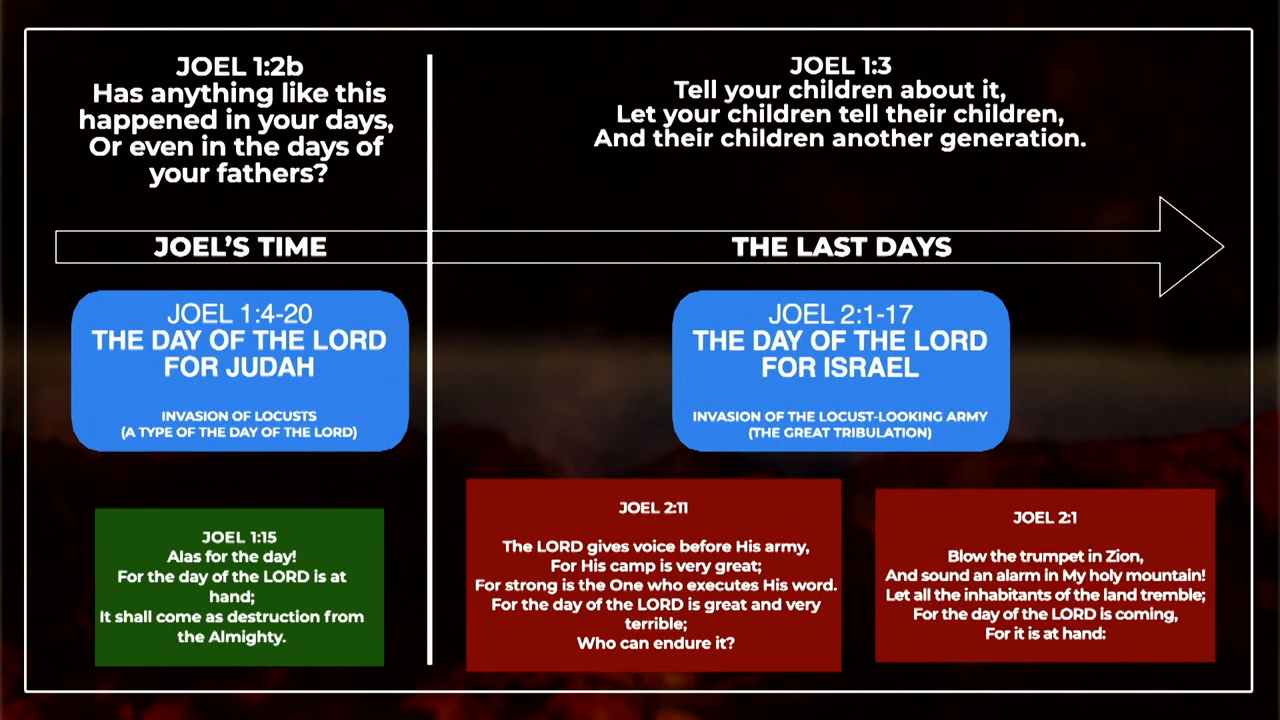 JOEL 1:2b
Has anything like this
happened in your days,
Or even in the days of
your fathers?
JOEL 1:3
Tell your children about it,
Let your children tell their children,
And their children another generation.
JOEL'S TIME
THE LAST DAYS
JOEL 1:4-20
THE DAY OF THE LORD
FOR JUDAH
INVASION OF LOCUSTS
(A TYPE OF THE DAY OF THE LORD)
JOEL 2:1-17
THE DAY OF THE LORD
FOR ISRAEL
INVASION OF THE LOCUST-LOOKING ARMY
(THE GREAT TRIBULATION)
JOEL 1:15
Alas for the day!
For the day of the LORD is at
hand;
It shall come as destruction from
the Almighty.
JOEL 2:11
The LORD gives voice before His army,
For His camp is very great;
For strong is the One who executes His word.
For the day of the LORD is great and very
terrible;
Who can endure it?
JOEL 2:1
Blow the trumpet in Zion,
And sound an alarm in My holy mountain!
Let all the inhabitants of the land tremble;
For the day of the LORD is coming,
For it is at hand: